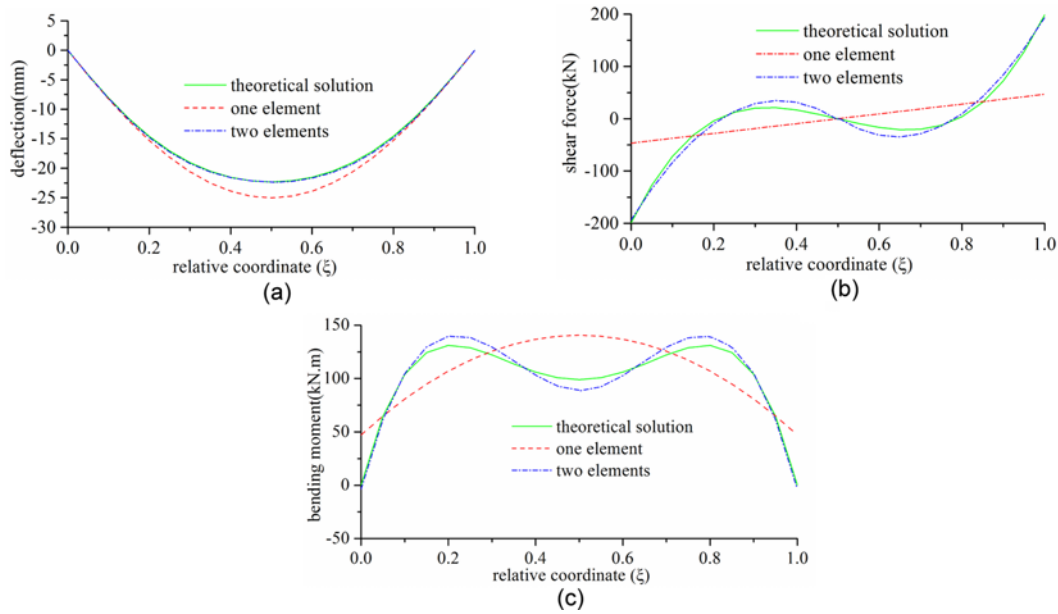 5
0
-5
-10
-15
-20
-25
-30
deflection(mm)
theoretical solution
one element
two elements
0.0 0.2 0.4 0.6 0.8 1.0
relative coordinate (ξ)
(a)
200
100
0
-100
-200
shear force(kN)
theoretical solution
one element
two elements
0.0 0.2 0.4 0.6 0.8 1.0
relative coordinate (ξ)
(b)
150
100
50
0
-50
bending moment(kN.m)
theoretical solution
one element
two elements
0.0 0.2 0.4 0.6 0.8 1.0
relative coordinate (ξ)
(c)